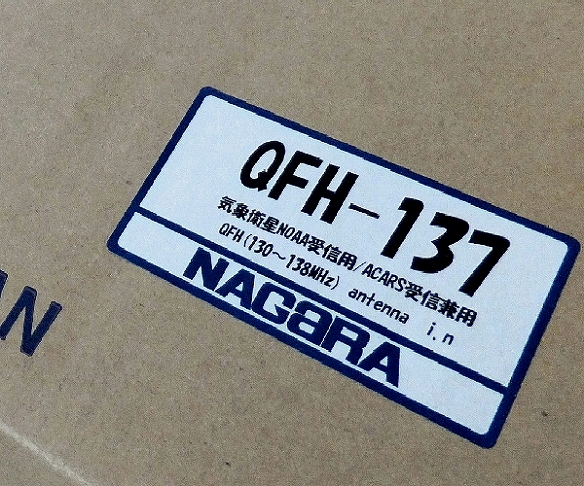 QFH-137
気象衛星NOAA受信用/ACARS受信兼用
QFH(130～138MHz) antenna i.n
NAGARA
AN